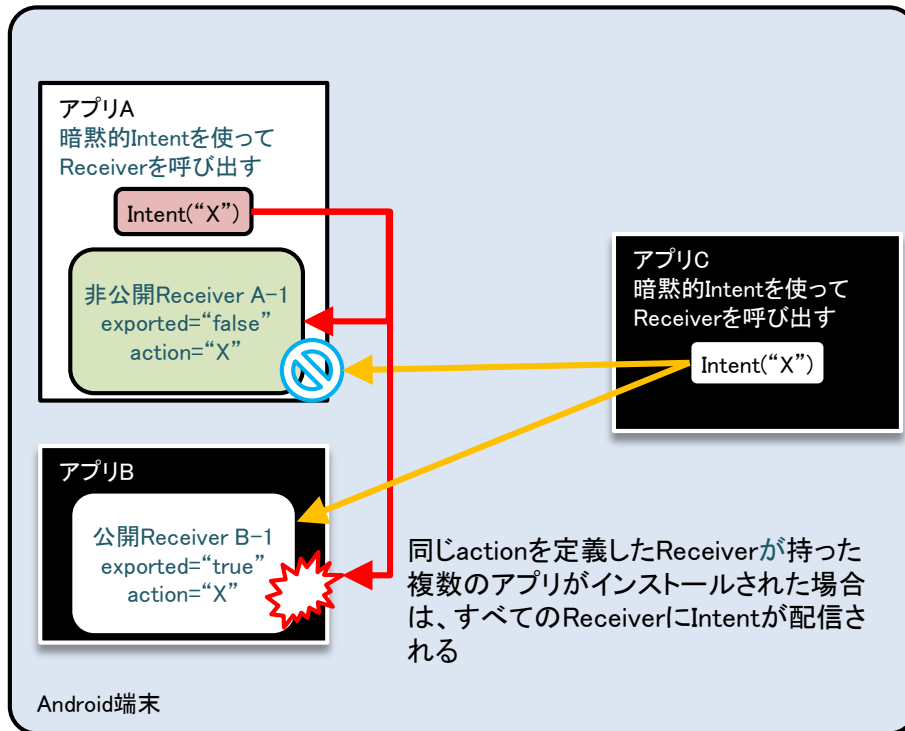 アプリA
暗黙的Intentを使って
Receiverを呼び出す
Intent(“X”)
非公開Receiver A-1
exported=“false”
action=“X”
アプリC
暗黙的Intentを使って
Receiverを呼び出す
Intent(“X”)
アプリB
公開Receiver B-1
exported=“true”
action=“X”
同じactionを定義したReceiverが持った
複数のアプリがインストールされた場合
は、すべてのReceiverにIntentが配信さ
れる
Android端末